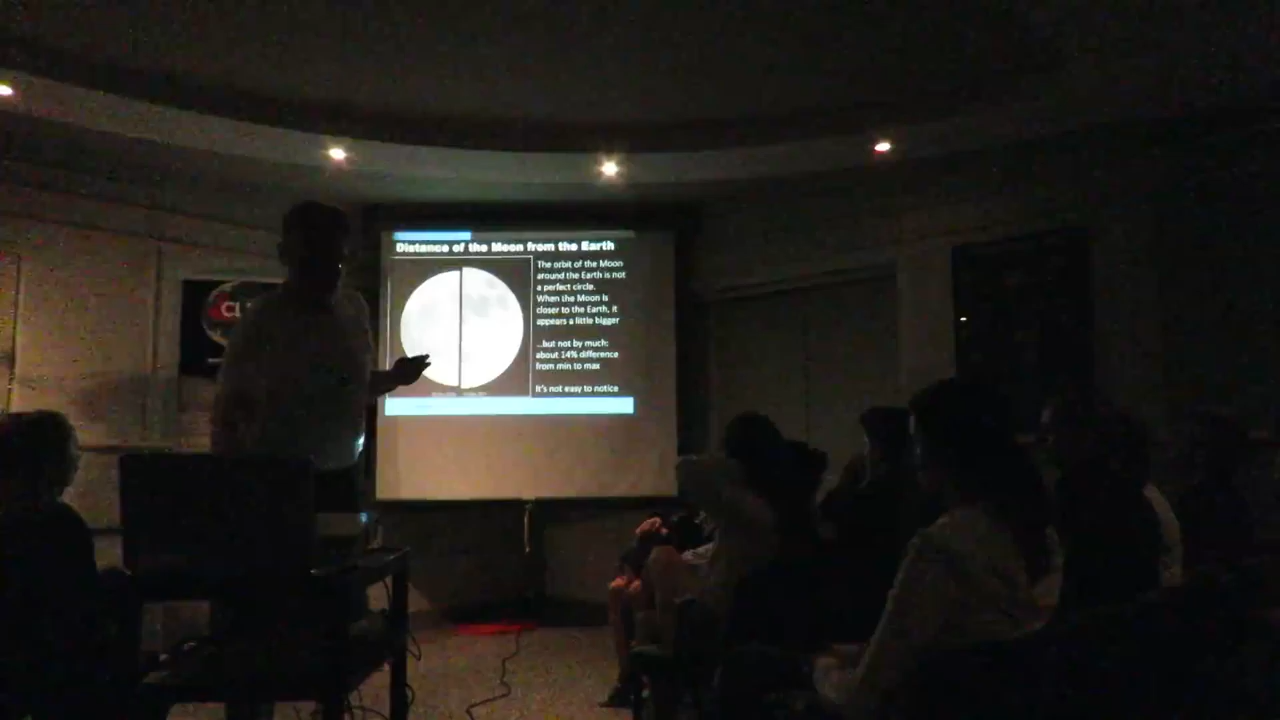 Distance of the Moon from the Earth
The orbit of the Moon
around the Earth is not
a perfect circle.
When the Moon is
closer to the Earth, it
appears a little bigger
...but not by much:
about 14% difference
from min to max
It's not easy to notice